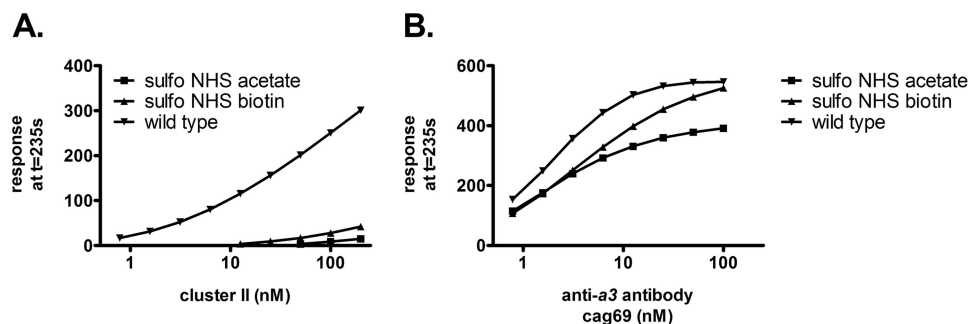 A.
400
300
200
100
0
response
at t=235s
sulfo NHS acetate
sulfo NHS biotin
wild type
1
10
100
cluster II (nM)
B.
600
400
200
0
response
at t=235s
1
10
100
anti-a3 antibody
cag69 (nM)
sulfo NHS acetate
sulfo NHS biotin
wild type